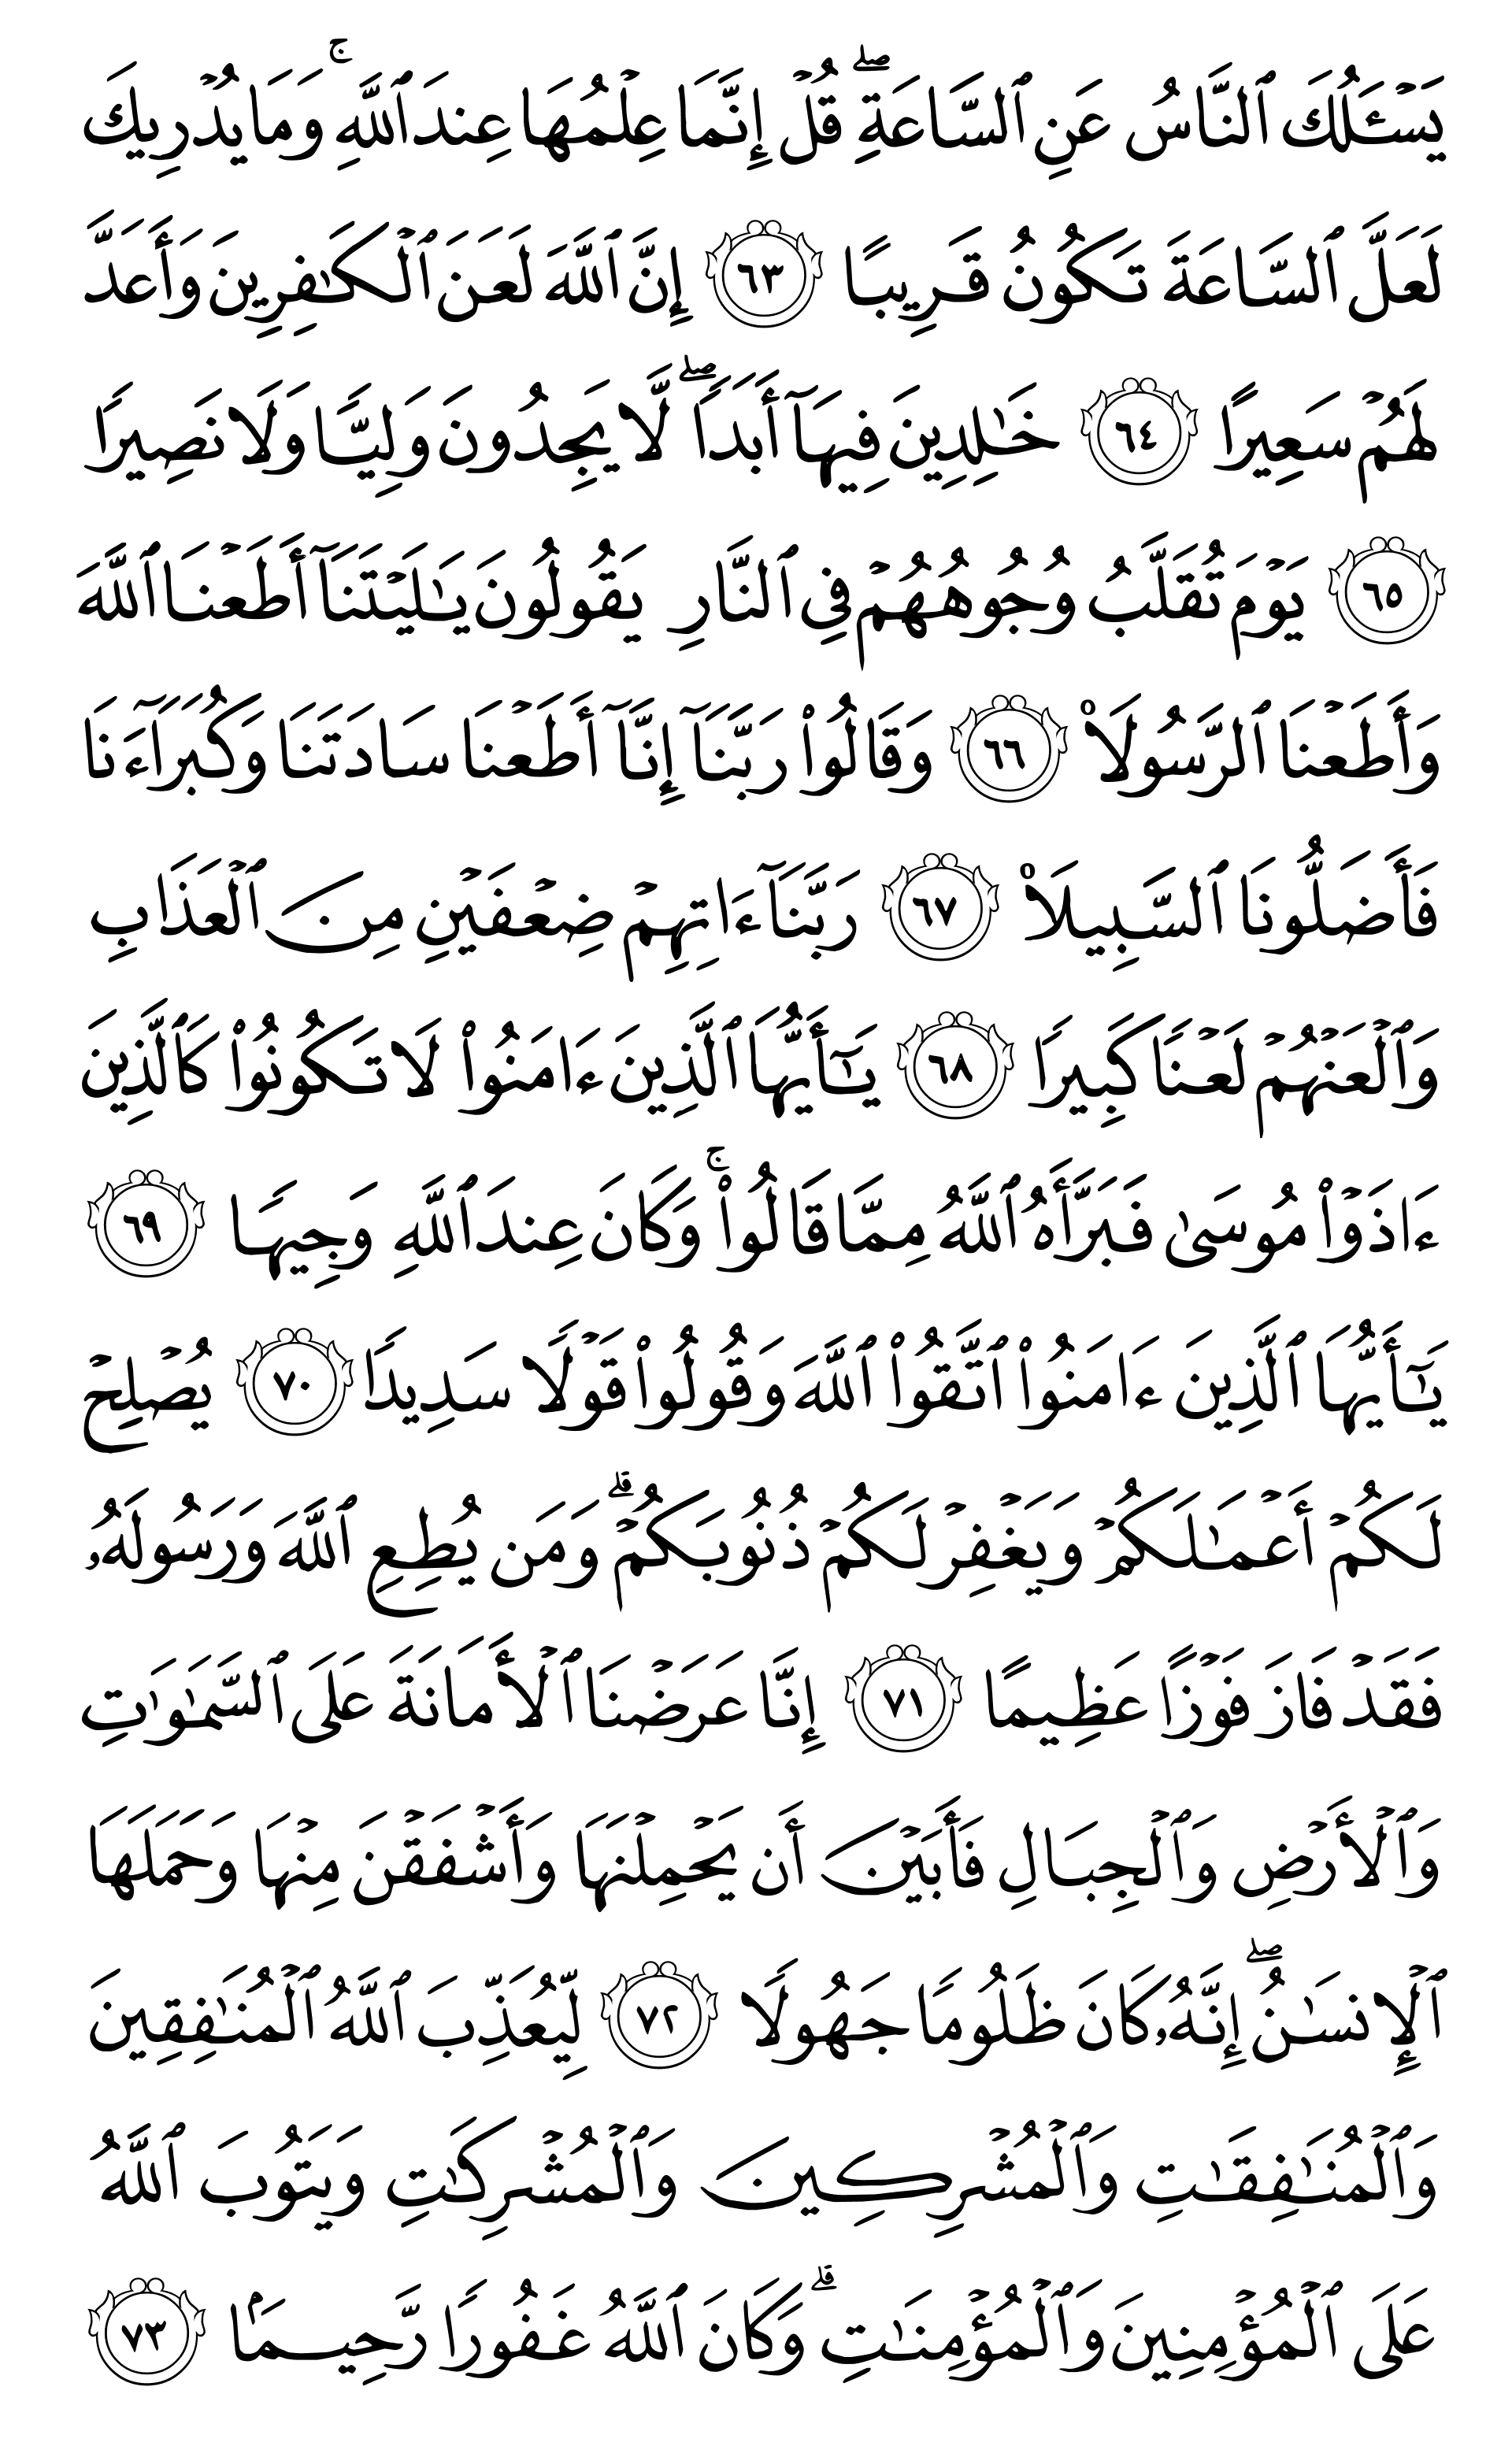 يَسۡـَٔلُكَ ٱلنَّاسُ عَنِ ٱلسَّاعَةِۖ قُلۡ إِنَّمَا عِلۡمُهَا عِندَ ٱللَّهِۚ وَمَا يُدۡرِيكَ
لَعَلَّ ٱلسَّاعَةَ تَكُونُ قَرِيبًا ٦٣ إِنَّ ٱللَّهَ لَعَنَ ٱلۡكَٰفِرِينَ وَأَعَدَّ
لَهُمۡ سَعِيرًا ٦٤ خَٰلِدِينَ فِيهَآ أَبَدٗاۖ لَّا يَجِدُونَ وَلِيّٗا وَلَا نَصِيرٗا
٦٥ يَوۡمَ تُقَلَّبُ وُجُوهُهُمۡ فِي ٱلنَّارِ يَقُولُونَ يَٰلَيۡتَنَآ أَطَعۡنَا ٱللَّهَ
وَأَطَعۡنَا ٱلرَّسُولَا۠ ٦٦ وَقَالُواْ رَبَّنَآ إِنَّآ أَطَعۡنَا سَادَتَنَا وَكُبَرَآءَنَا
فَأَضَلُّونَا ٱلسَّبِيلَا۠ ٦٧ رَبَّنَآ ءَاتِهِمۡ ضِعۡفَيۡنِ مِنَ ٱلۡعَذَابِ
وَٱلۡعَنۡهُمۡ لَعۡنٗا كَبِيرٗا ٦٨ يَٰٓأَيُّهَا ٱلَّذِينَ ءَامَنُواْ لَا تَكُونُواْ كَٱلَّذِينَ
ءَاذَوۡاْ مُوسَىٰ فَبَرَّأَهُ ٱللَّهُ مِمَّا قَالُواْۚ وَكَانَ عِندَ ٱللَّهِ وَجِيهٗا ٦٩
يَٰٓأَيُّهَا ٱلَّذِينَ ءَامَنُواْ ٱتَّقُواْ ٱللَّهَ وَقُولُواْ قَوۡلٗا سَدِيدٗا ٧٠ يُصۡلِحۡ
لَكُمۡ أَعۡمَٰلَكُمۡ وَيَغۡفِرۡ لَكُمۡ ذُنُوبَكُمۡۗ وَمَن يُطِعِ ٱللَّهَ وَرَسُولَهُۥ
فَقَدۡ فَازَ فَوۡزًا عَظِيمًا ٧١ إِنَّا عَرَضۡنَا ٱلۡأَمَانَةَ عَلَى ٱلسَّمَٰوَٰتِ
وَٱلۡأَرۡضِ وَٱلۡجِبَالِ فَأَبَيۡنَ أَن يَحۡمِلۡنَهَا وَأَشۡفَقۡنَ مِنۡهَا وَحَمَلَهَا
ٱلۡإِنسَٰنُۖ إِنَّهُۥ كَانَ ظَلُومٗا جَهُولٗا ٧٢ لِّيُعَذِّبَ ٱللَّهُ ٱلۡمُنَٰفِقِينَ
وَٱلۡمُنَٰفِقَٰتِ وَٱلۡمُشۡرِكِينَ وَٱلۡمُشۡرِكَٰتِ وَيَتُوبَ ٱللَّهُ
عَلَى ٱلۡمُؤۡمِنِينَ وَٱلۡمُؤۡمِنَٰتِۗ وَكَانَ ٱللَّهُ غَفُورٗا رَّحِيمَۢا ٧٣